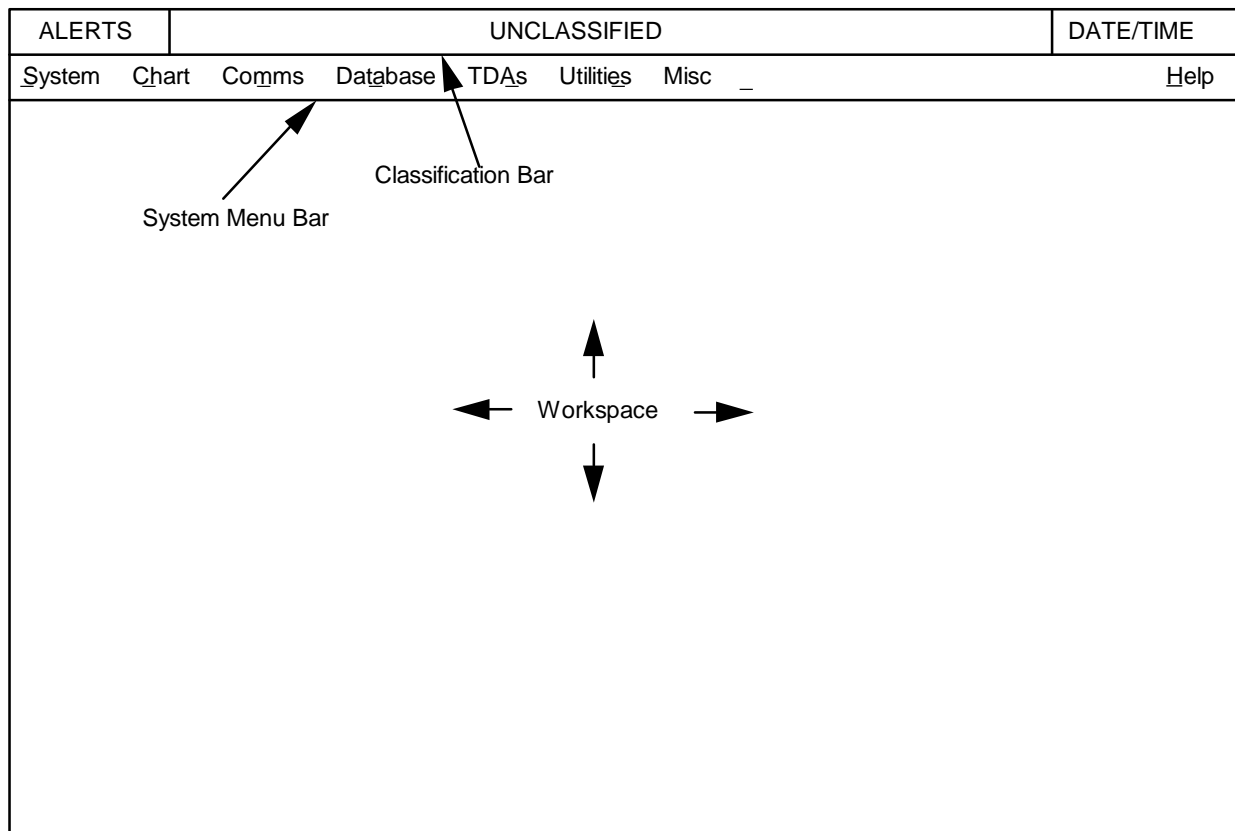 ALERTS UNCLASSIFIED DATE/TIME
System Chart Comms Database TDAs Utilities Misc _ Help
Classification Bar
System Menu Bar
Workspace